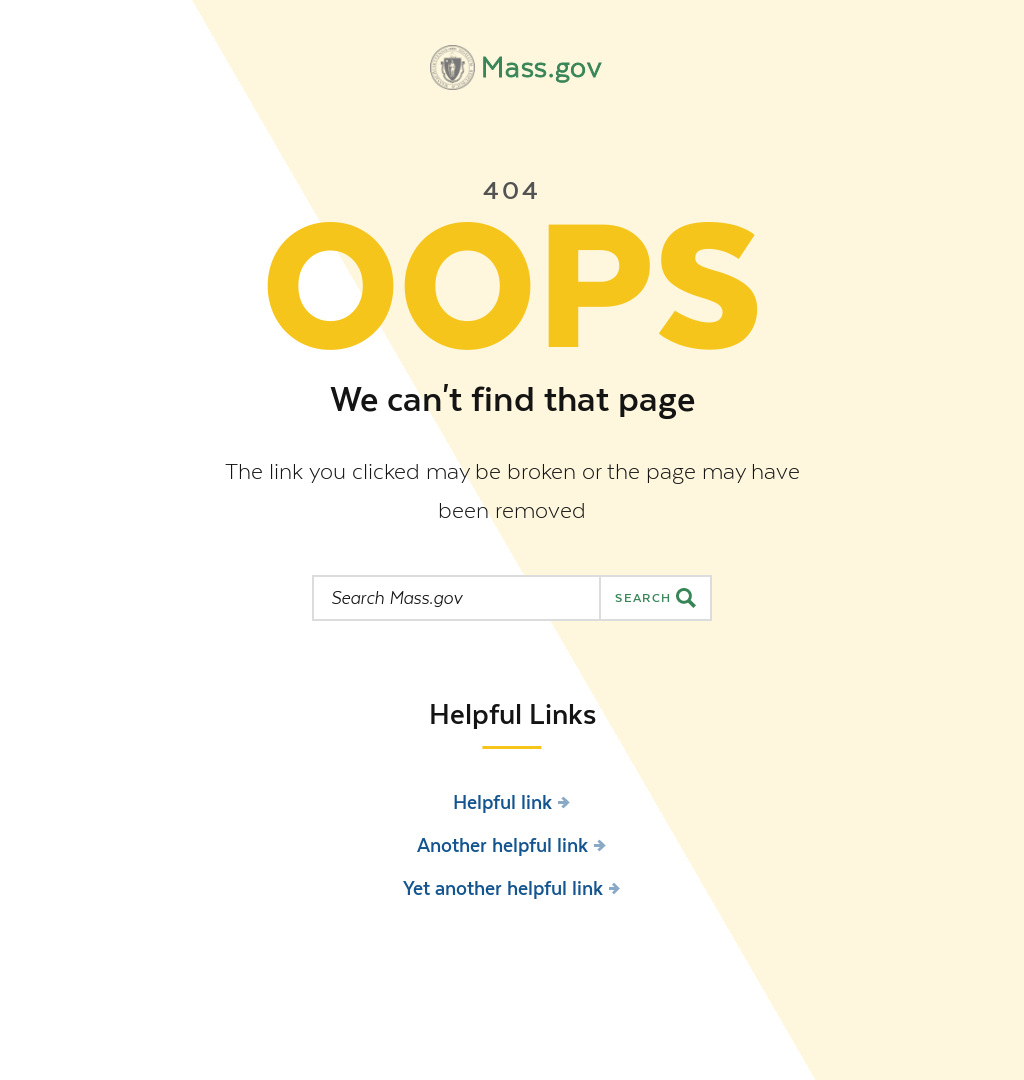 Mass.gov
404
OOPS
We can't find that page
The link you clicked may be broken or the page may have
been removed
Search Mass.gov SEARCH
Helpful Links
Helpful link
Another helpful link
Yet another helpful link